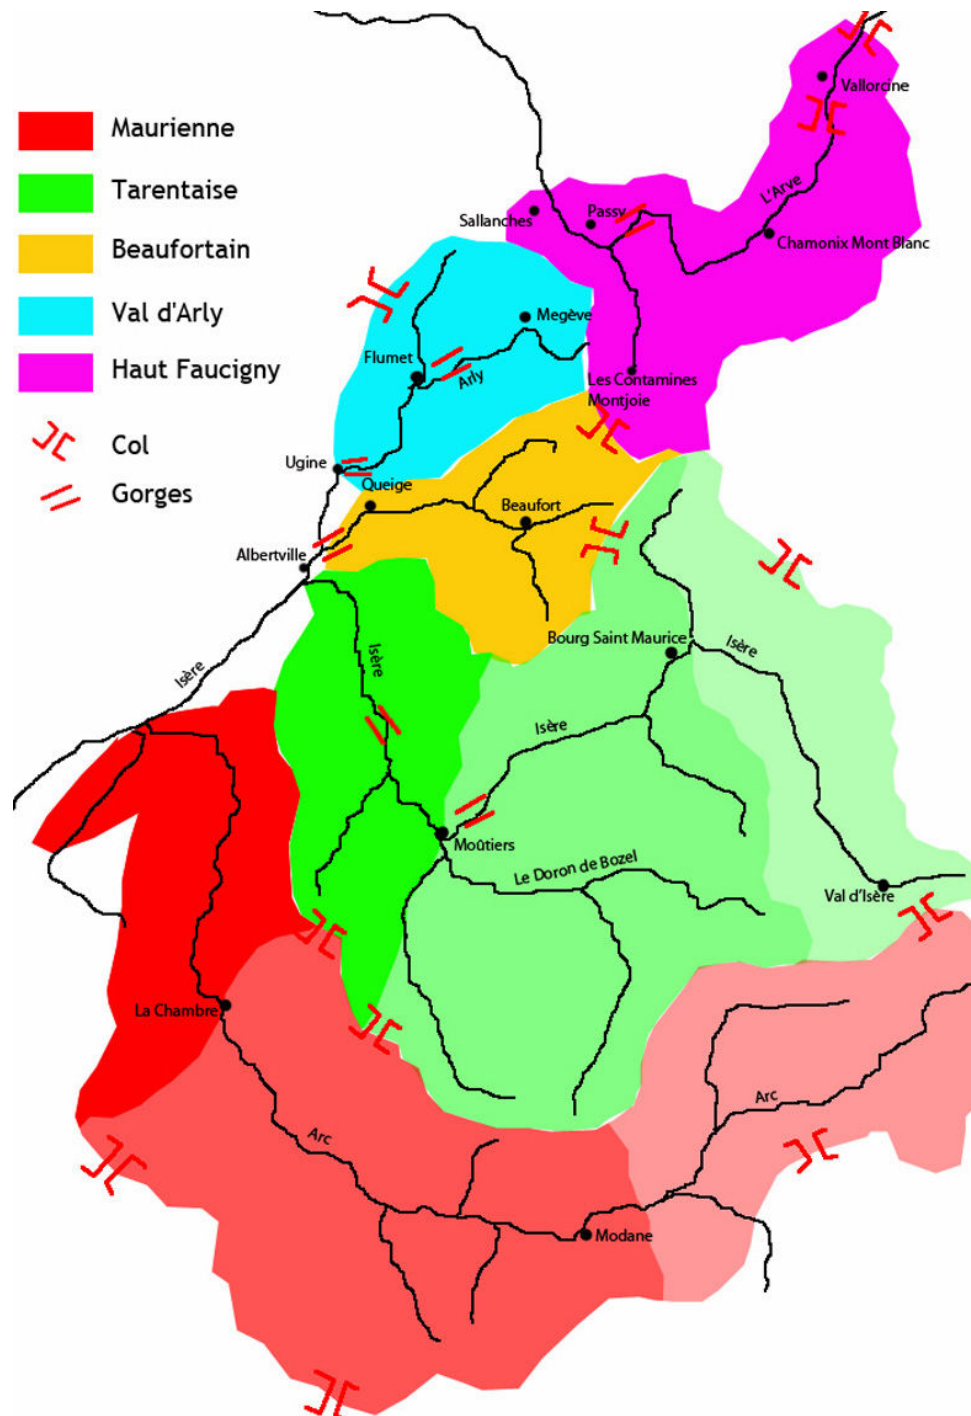 Maurienne
Tarentaise
Beaufortain
Val d'Arly
Haut Faucigny
Col
Gorges
Vallorcine
L'Arve
Passy
Sallanches
Chamonix Mont Blanc
Megève
Flumet
Arly
Les Contamines
Montjoie
Ugine
Queige
Beaufort
Albertville
Isère
Isère
Bourg Saint Maurice
Isère
Isère
Moûtiers
Le Doron de Bozel
Val d'Isère
La Chambre
Arc
Arc
Modane